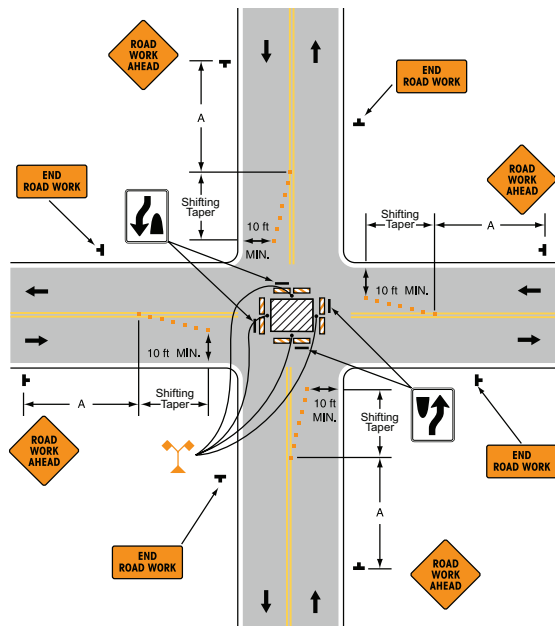 ROAD
WORK
AHEAD
END
ROAD WORK
A
END
ROAD WORK
ROAD
WORK
AHEAD
Shifting
Taper
10 ft
MIN.
Shifting
Taper
A
10 ft MIN.
10 ft MIN.
A
Shifting
Taper
10 ft
MIN.
Shifting
Taper
ROAD
WORK
AHEAD
END
ROAD WORK
A
END
ROAD WORK
ROAD
WORK
AHEAD